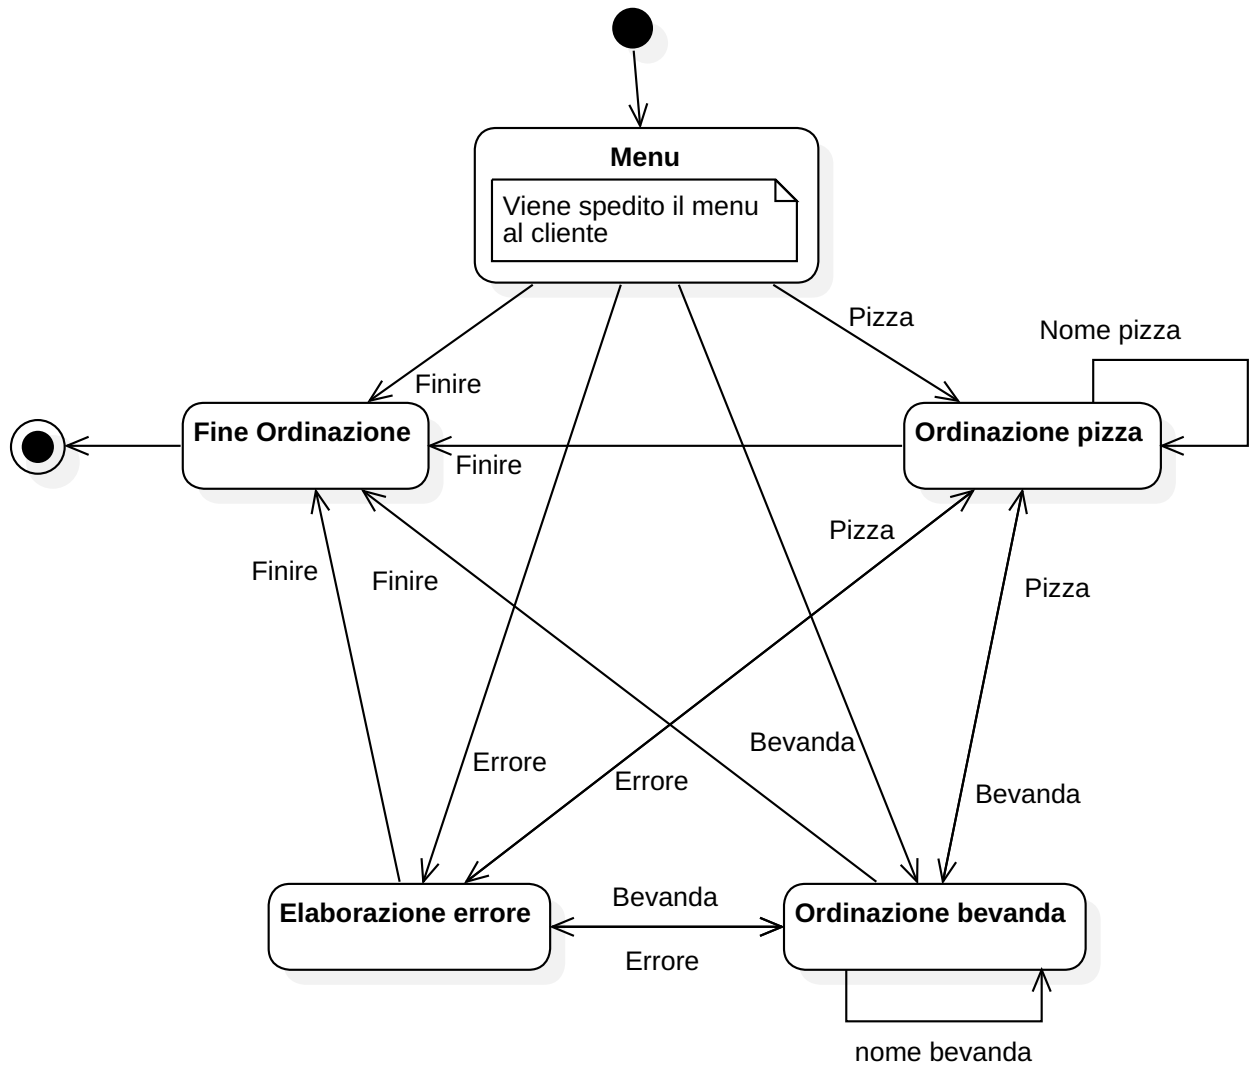 Menu
Viene spedito il menu
al cliente
Pizza
Nome pizza
Finire
Fine Ordinazione
Ordinazione pizza
Finire
Pizza
Finire
Finire
Pizza
Bevanda
Errore
Errore
Bevanda
Bevanda
Elaborazione errore
Ordinazione bevanda
Errore
nome bevanda